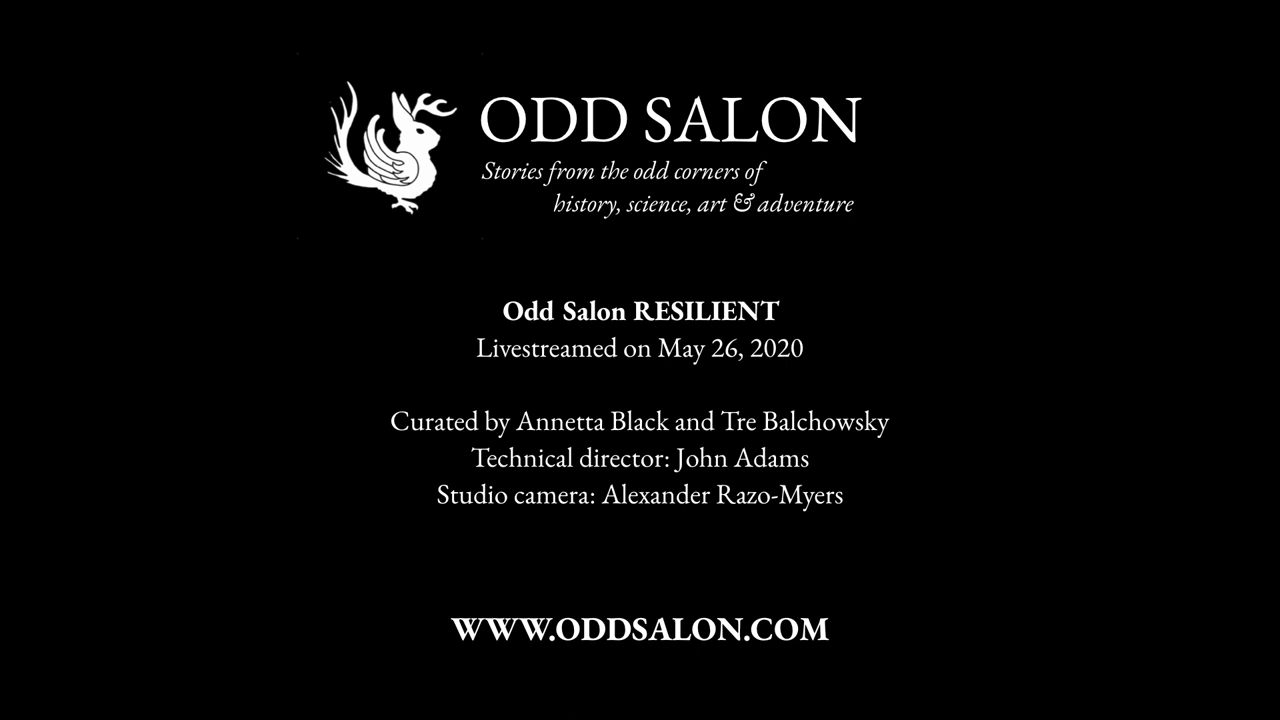 ODD SALON
Stories from the odd corners of
history, science, art & adventure
Odd Salon RESILIENT
Livestreamed on May 26, 2020
Curated by Annetta Black and Tre Balchowsky
Technical director: John Adams
Studio camera: Alexander Razo-Myers
WWW.ODDSALON.COM